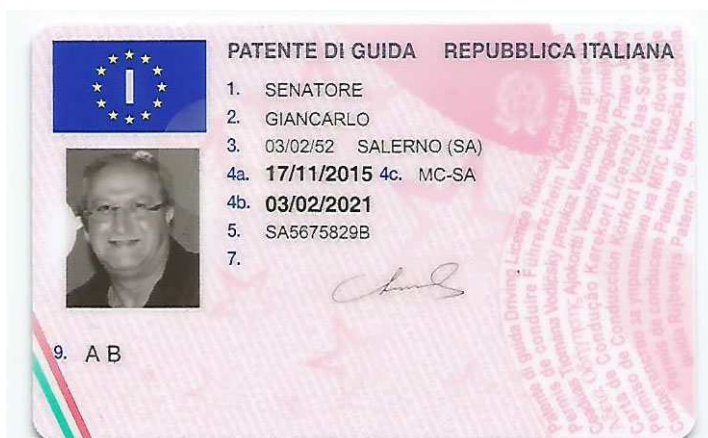 PATENTE DI GUIDA REPUBBLICA ITALIANA
I
1. SENATORE
2. GIANCARLO
3. 03/02/52 SALERNO (SA)
4a. 17/11/2015 4c. MC-SA
4b. 03/02/2021
5. SA5675829B
7.
9. A B